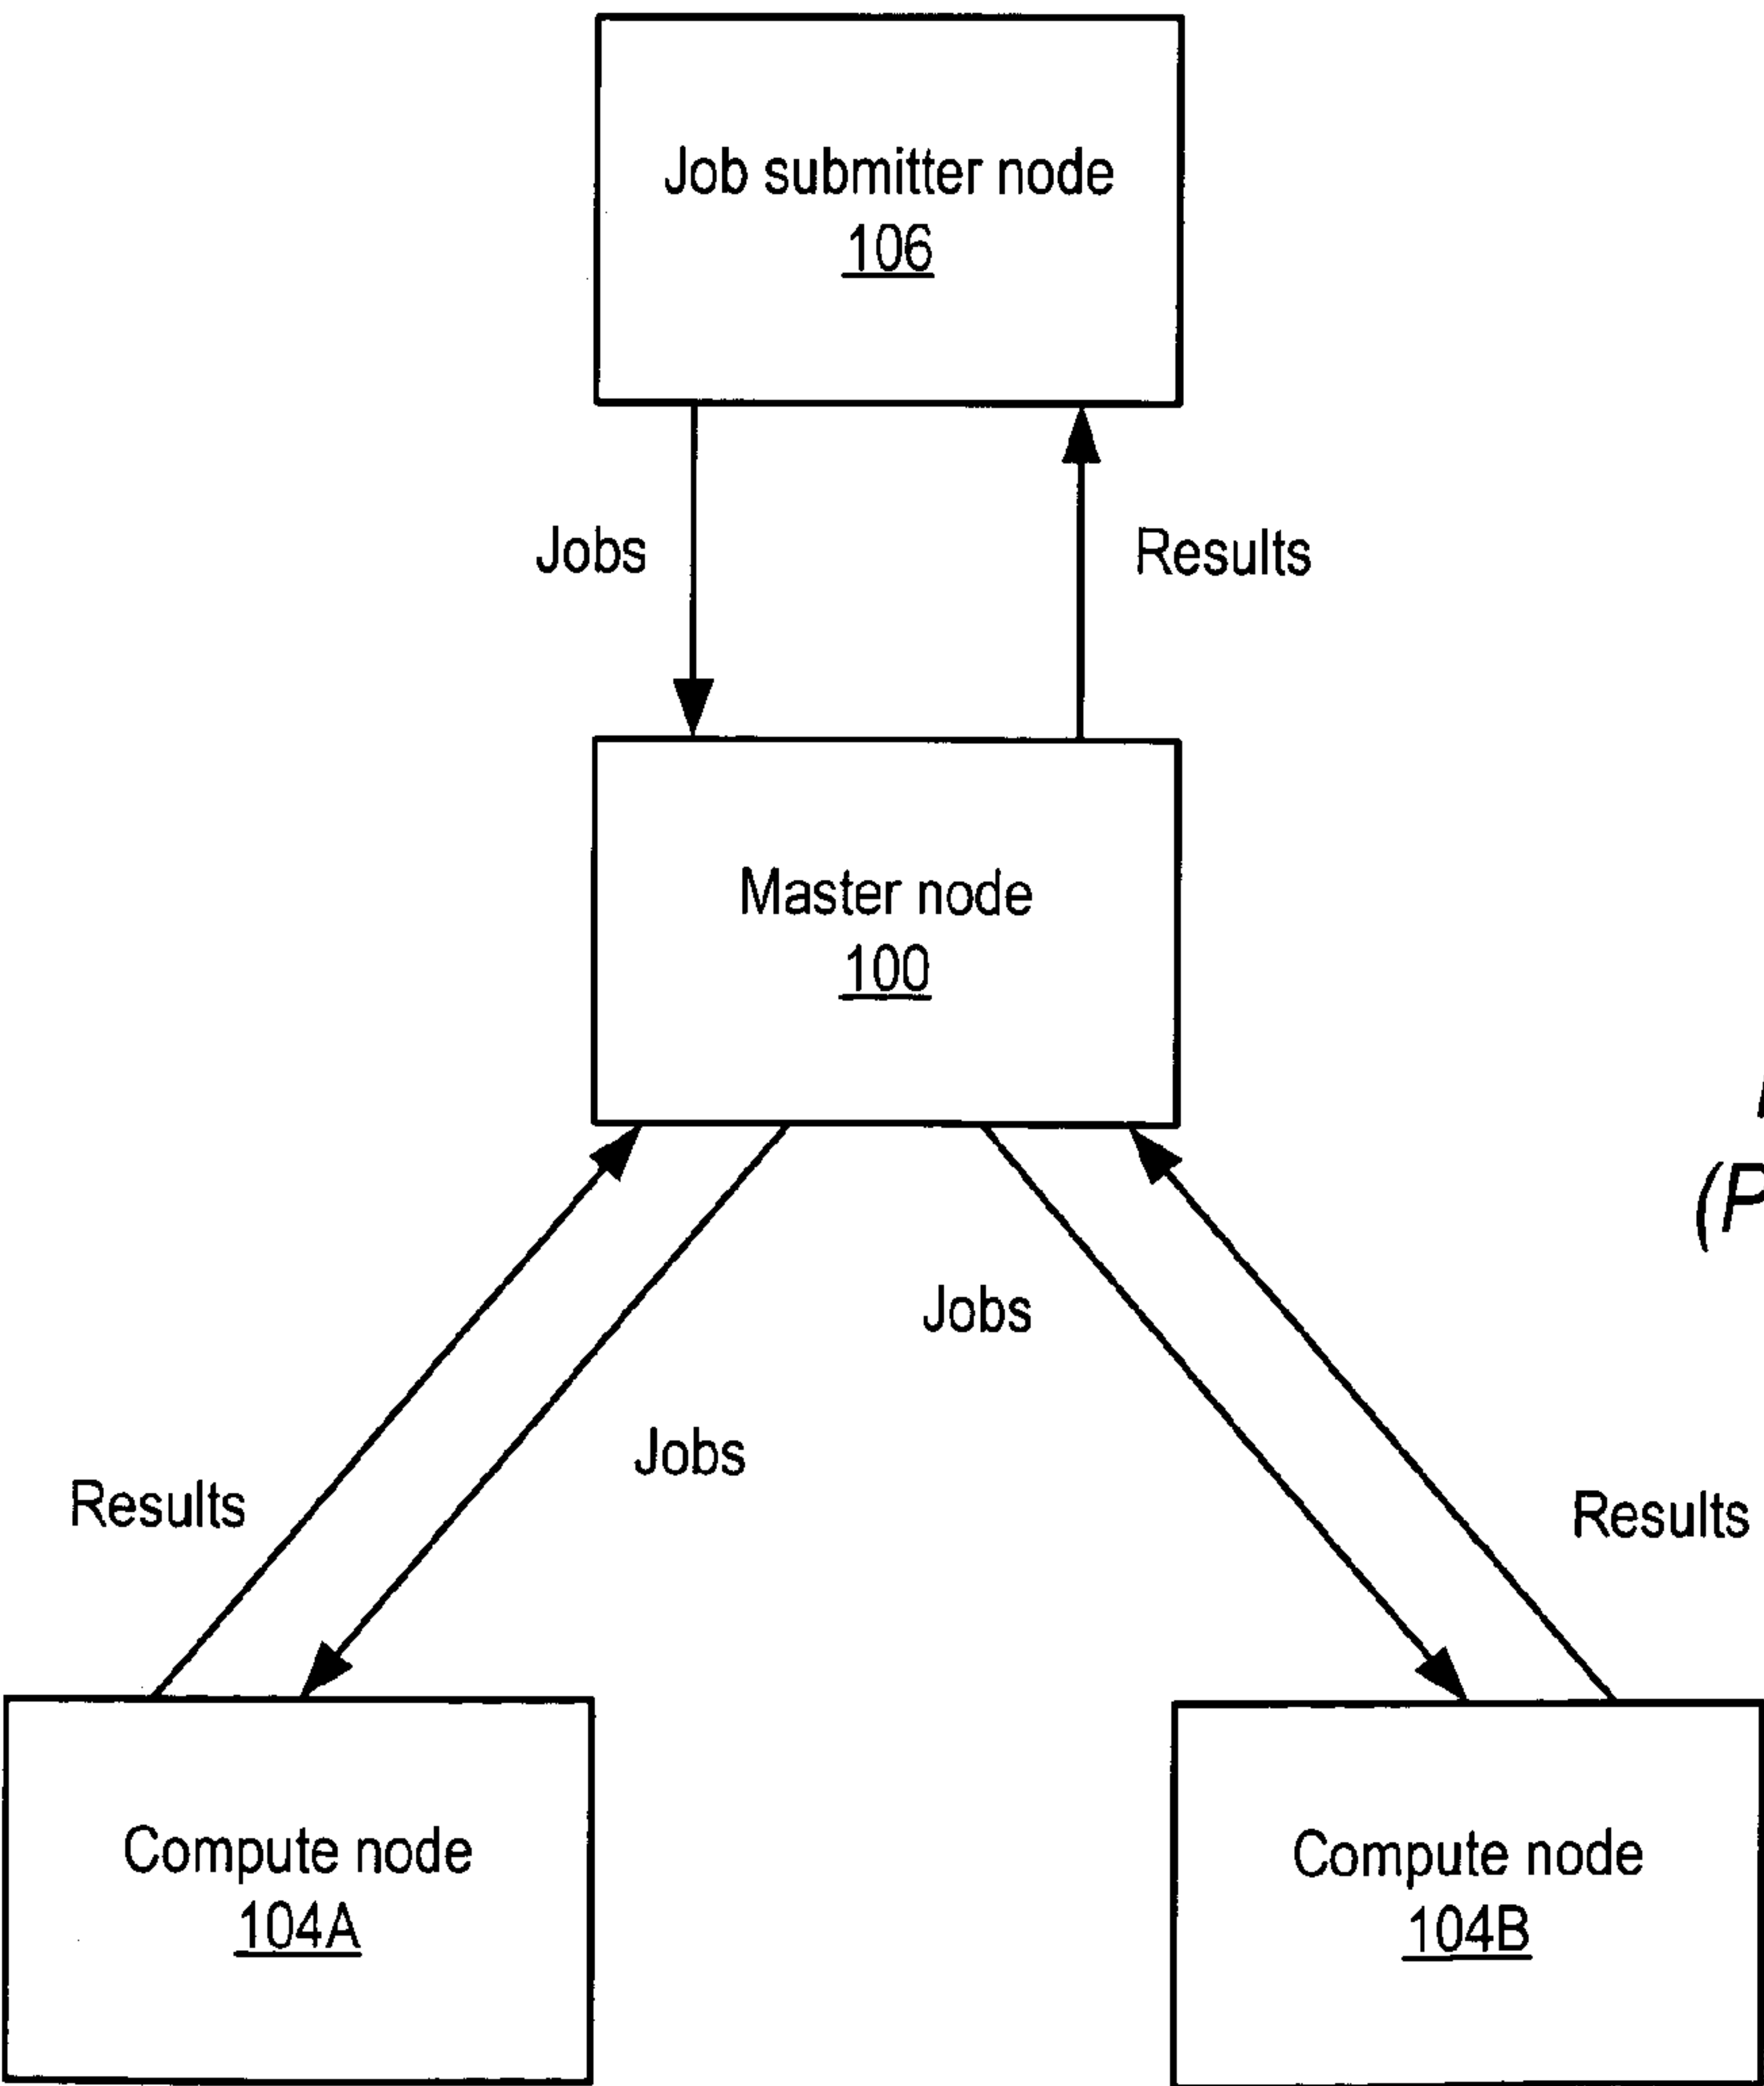 Job submitter node
106
Jobs
Results
Master node
100
Jobs
Jobs
Results
Results
Compute node
104A
Compute node
104B